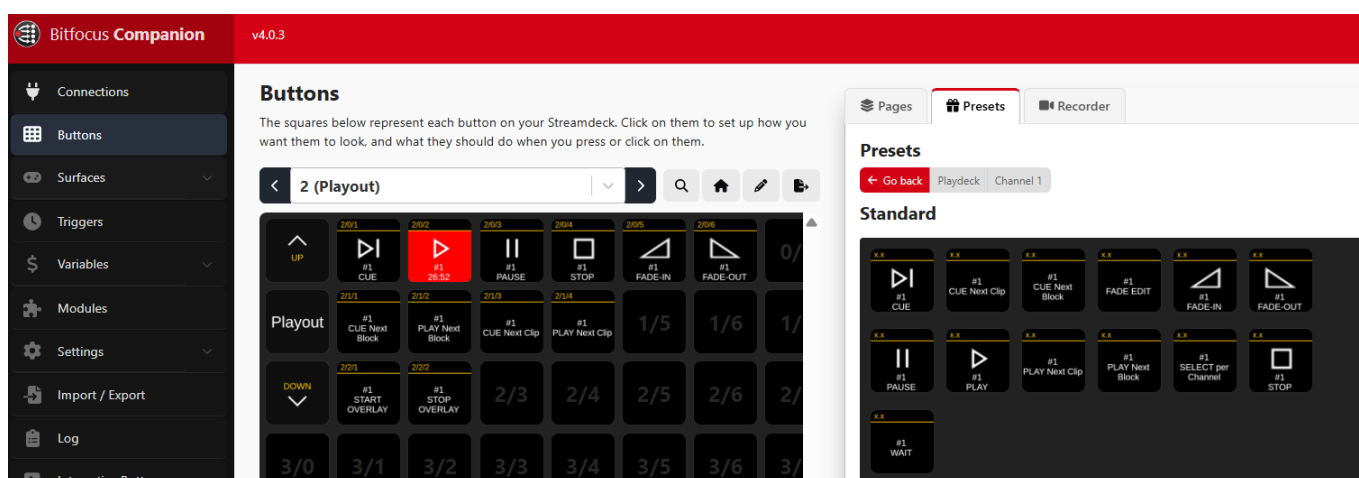 Bitfocus Companion
v4.0.3
Connections
Buttons
Surfaces
Triggers
Variables
Modules
Settings
Import / Export
Log
Buttons
The squares below represent each button on your Streamdeck. Click on them to set up how you
want them to look, and what they should do when you press or click on them.
2 (Playout)
UP
2/0/1
#1
CUE
2/0/2
#1
26:52
2/0/3
#1
PAUSE
2/0/4
#1
STOP
2/0/5
#1
FADE-IN
2/0/6
#1
FADE-OUT
0/
Playout
2/1/1
#1
CUE Next
Block
2/1/2
#1
PLAY Next
Block
2/1/3
#1
CUE Next Clip
2/1/4
#1
PLAY Next Clip
1/5
1/6
1/
DOWN
2/2/1
#1
START
OVERLAY
2/2/2
#1
STOP
OVERLAY
2/3
2/4
2/5
2/6
2/
3/0
3/1
3/2
3/3
3/4
3/5
3/6
3/
Pages
Presets
Recorder
Presets
Go back
Playdeck
Channel 1
Standard
x.x
#1
CUE
x.x
#1
CUE Next Clip
x.x
#1
CUE Next
Block
x.x
#1
FADE EDIT
x.x
#1
FADE-IN
x.x
#1
FADE-OUT
x.x
#1
PAUSE
x.x
#1
PLAY
x.x
#1
PLAY Next Clip
x.x
#1
PLAY Next
Block
x.x
#1
SELECT per
Channel
x.x
#1
STOP
x.x
#1
WAIT